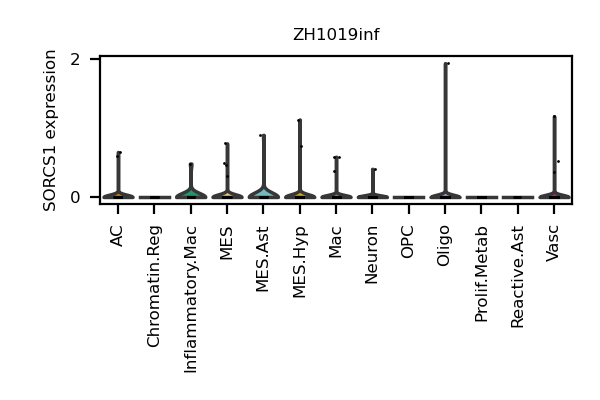 ZH1019inf
SORCS1 expression
2
0
AC
Chromatin.Reg
Inflammatory.Mac
MES
MES.Ast
MES.Hyp
Mac
Neuron
OPC
Oligo
Prolif.Metab
Reactive.Ast
Vasc